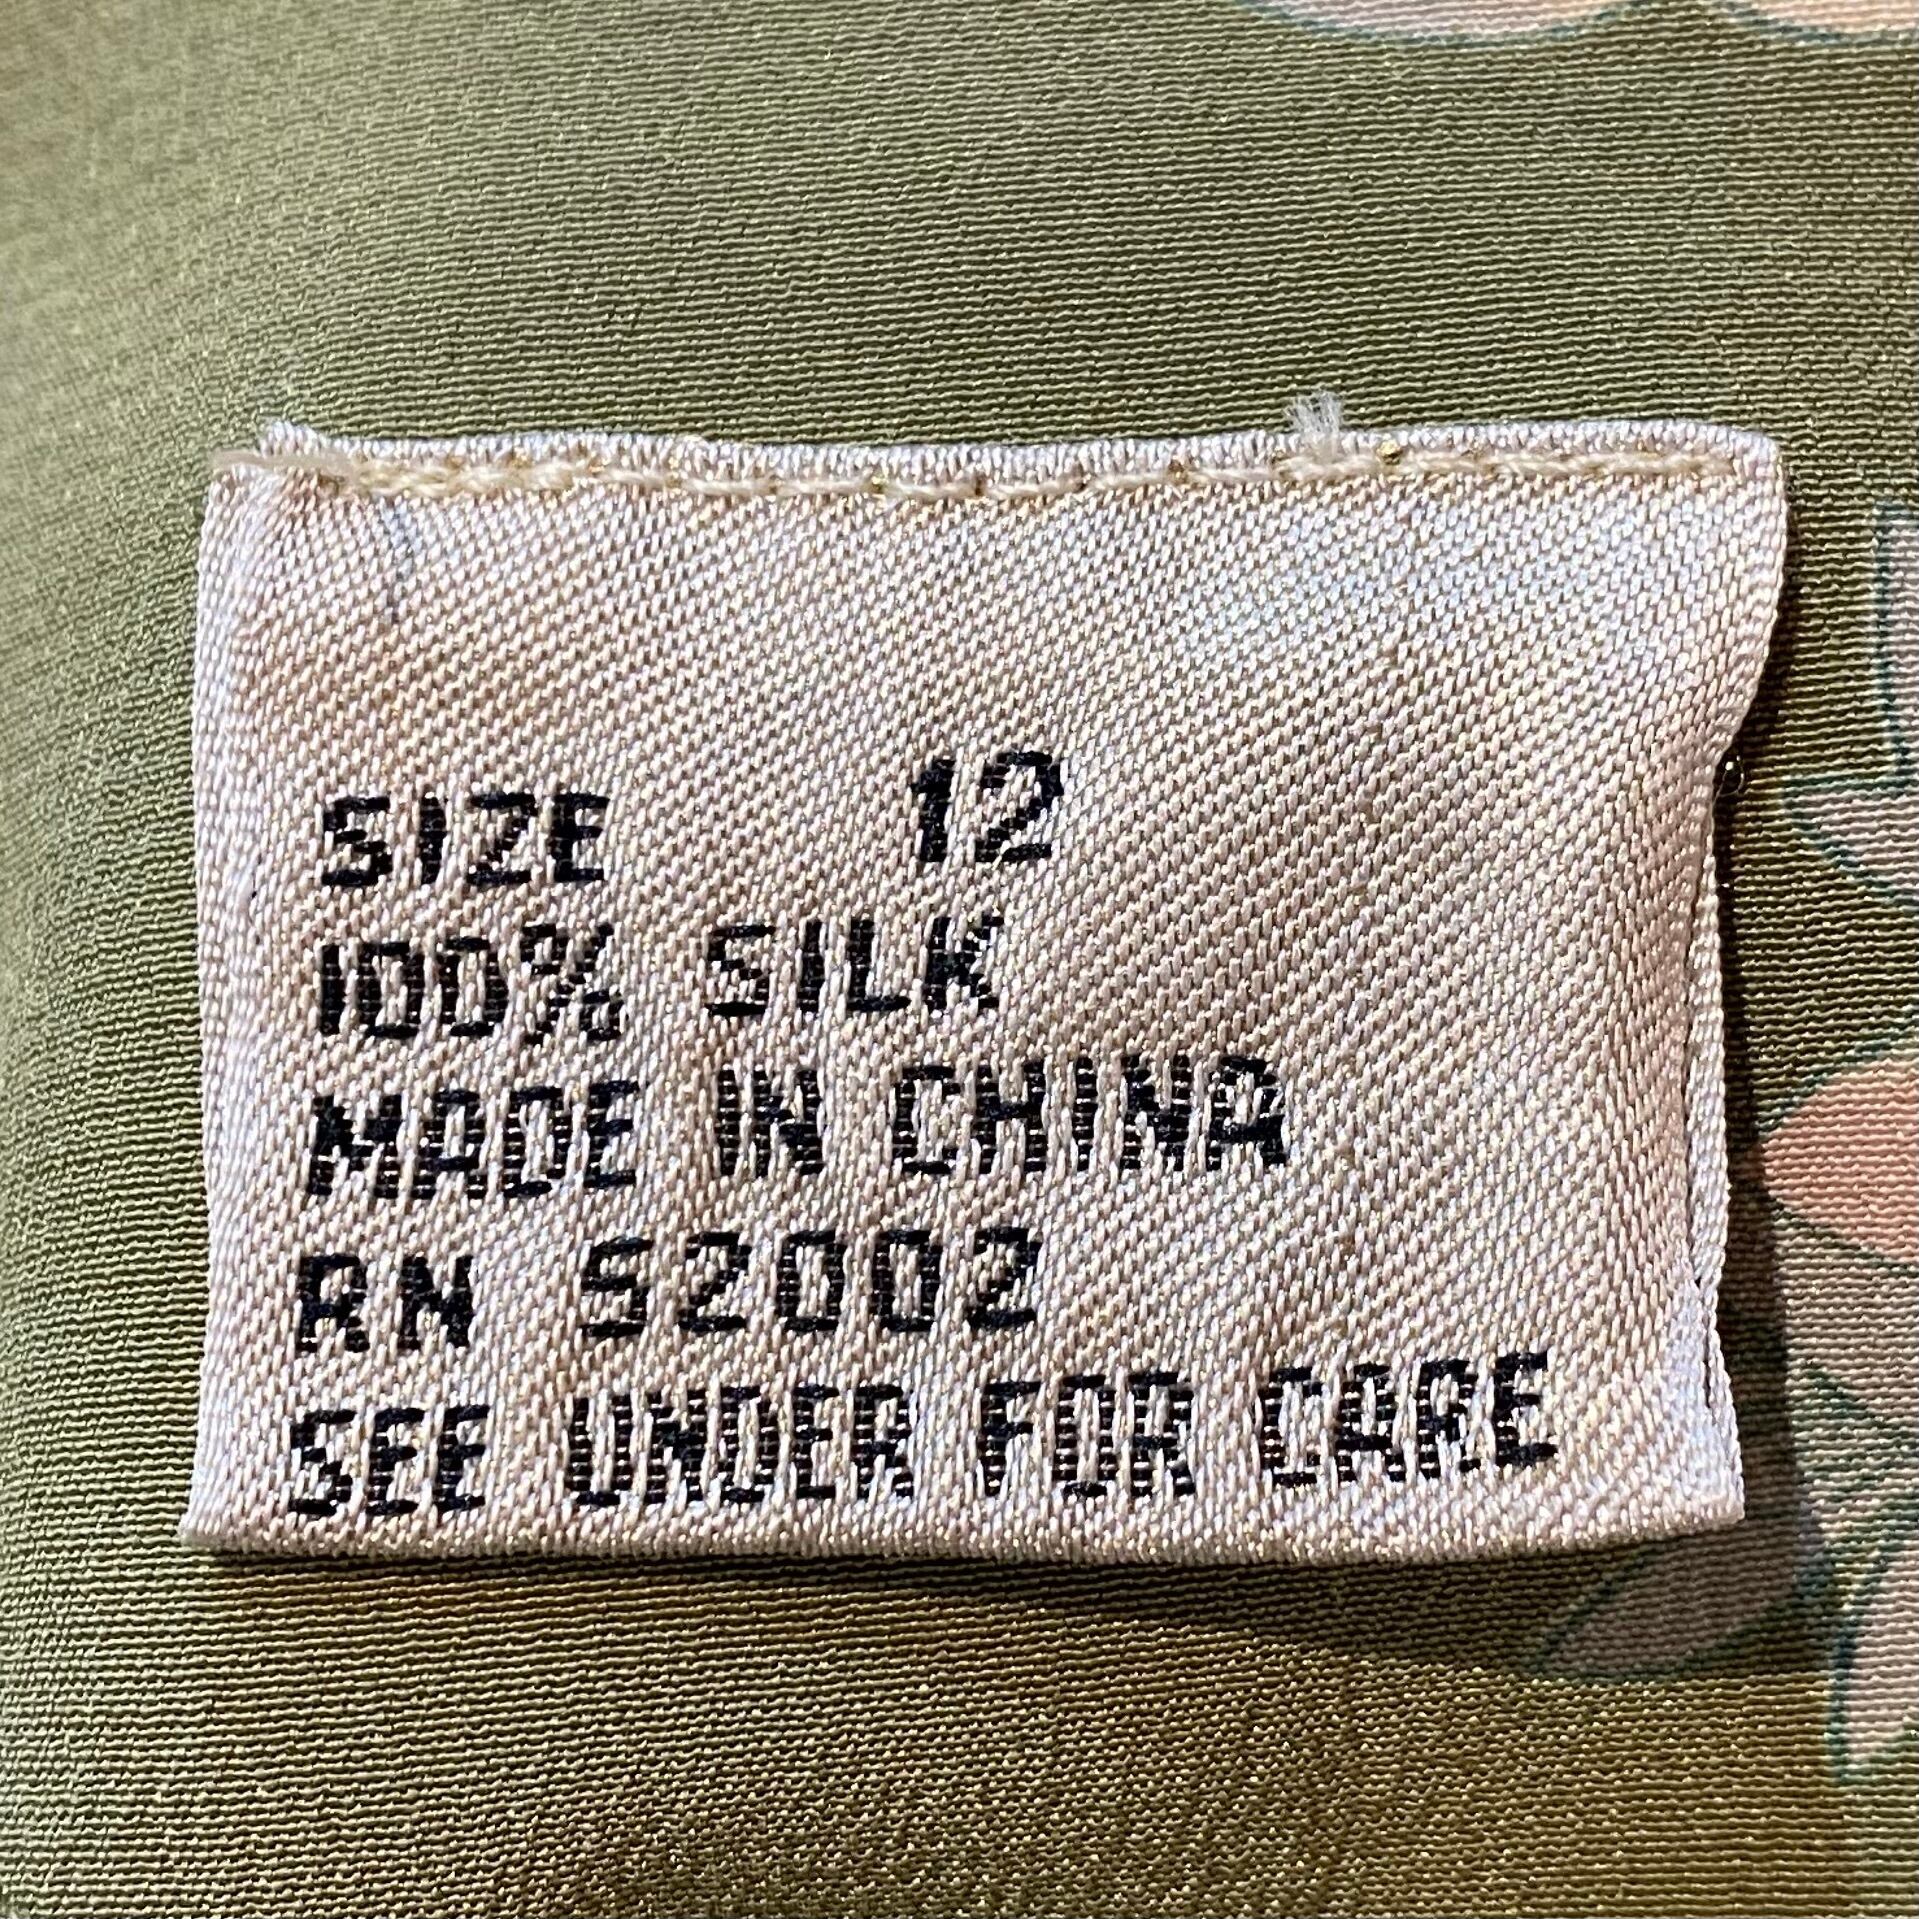 SIZE 12
100% SILK
MADE IN CHINA
RN 52002
SEE UNDER FOR CARE